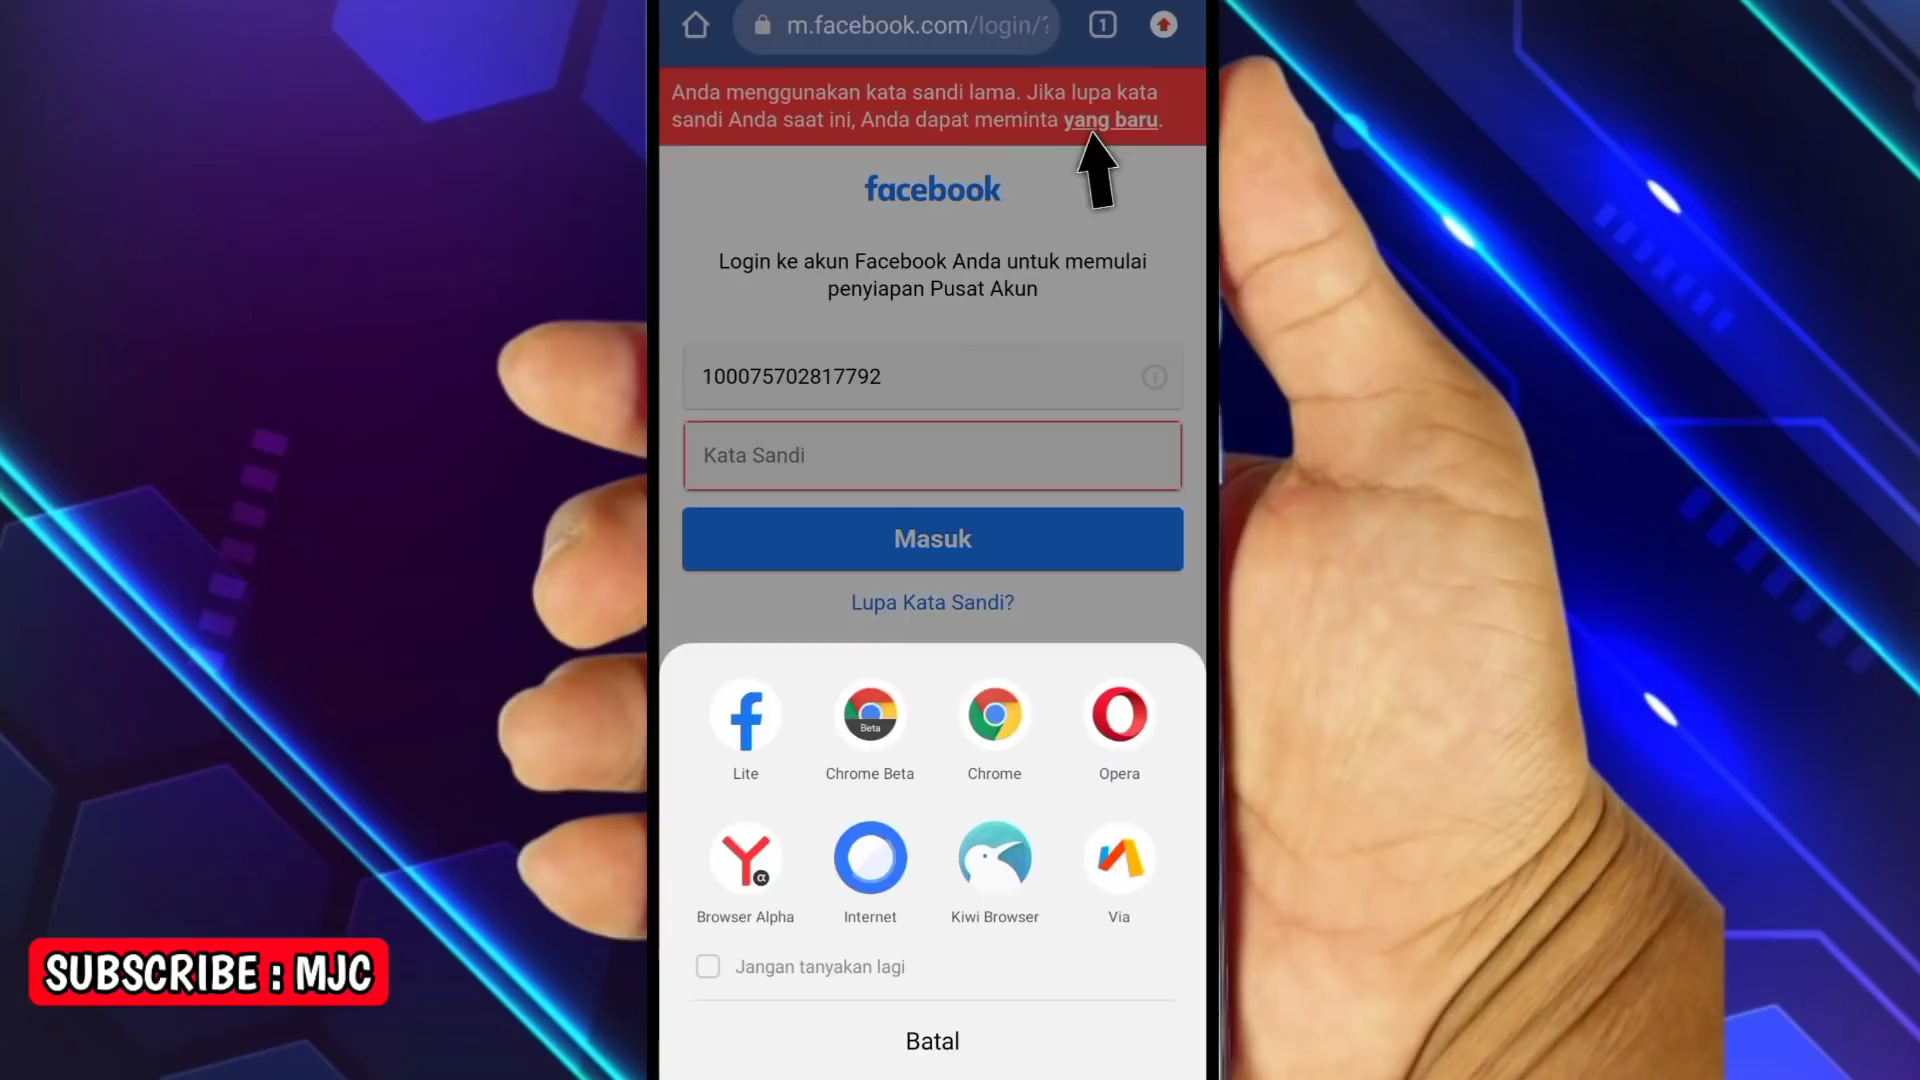 m.facebook.com/login/?
1
Anda menggunakan kata sandi lama. Jika lupa kata
sandi Anda saat ini, Anda dapat meminta yang baru.
facebook
Login ke akun Facebook Anda untuk memulai
penyiapan Pusat Akun
100075702817792
Kata Sandi
Masuk
Lupa Kata Sandi?
Beta
Lite
Chrome Beta
Chrome
Opera
α
Browser Alpha
Internet
Kiwi Browser
Via
Jangan tanyakan lagi
SUBSCRIBE : MJC
Batal